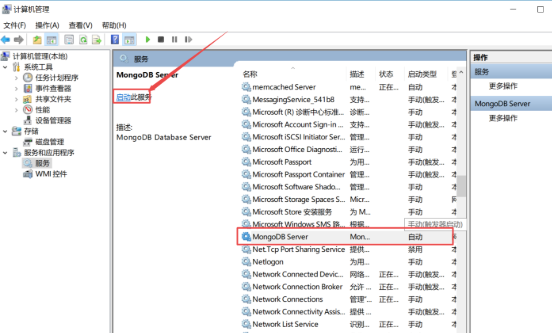 计算机管理
文件(F) 操作(A) 查看(V) 帮助(H)
计算机管理(本地)
系统工具
任务计划程序
事件查看器
共享文件夹
性能
设备管理器
存储
磁盘管理
服务和应用程序
服务
WMI 控件
服务
MongoDB Server
启动此服务
描述:
MongoDB Database Server
名称 描述 状态 启动类型
memcached Server me... 正在... 自动
MessagingService_541b8 支持... 手动(触发...
Microsoft (R) 诊断中心标准... 诊断... 手动
Microsoft Account Sign-in ... 支持... 手动(触发...
Microsoft iSCSI Initiator Ser... 管理... 手动
Microsoft Office Diagnosti... 运行... 手动
Microsoft Passport 为用... 手动(触发...
Microsoft Passport Container 管理... 手动(触发...
Microsoft Software Shado... 管理... 手动
Microsoft Storage Spaces S... Micr... 手动
Microsoft Store 安装服务 为 M... 手动
Microsoft Windows SMS 路... 根据... 手动(触发器启动)
MongoDB Server Mon... 自动
Net.Tcp Port Sharing Service 提供... 禁用
Netlogon 为用... 手动
Network Connected Devic... 网络... 正在... 手动(触发...
Network Connection Broker 允许 ... 正在... 手动(触发...
Network Connections 管理“... 正在... 手动
Network Connectivity Assis... 提供... 手动(触发...
Network List Service 识别... 正在... 手动
操作
服务
更多操作
MongoDB Server
更多操作